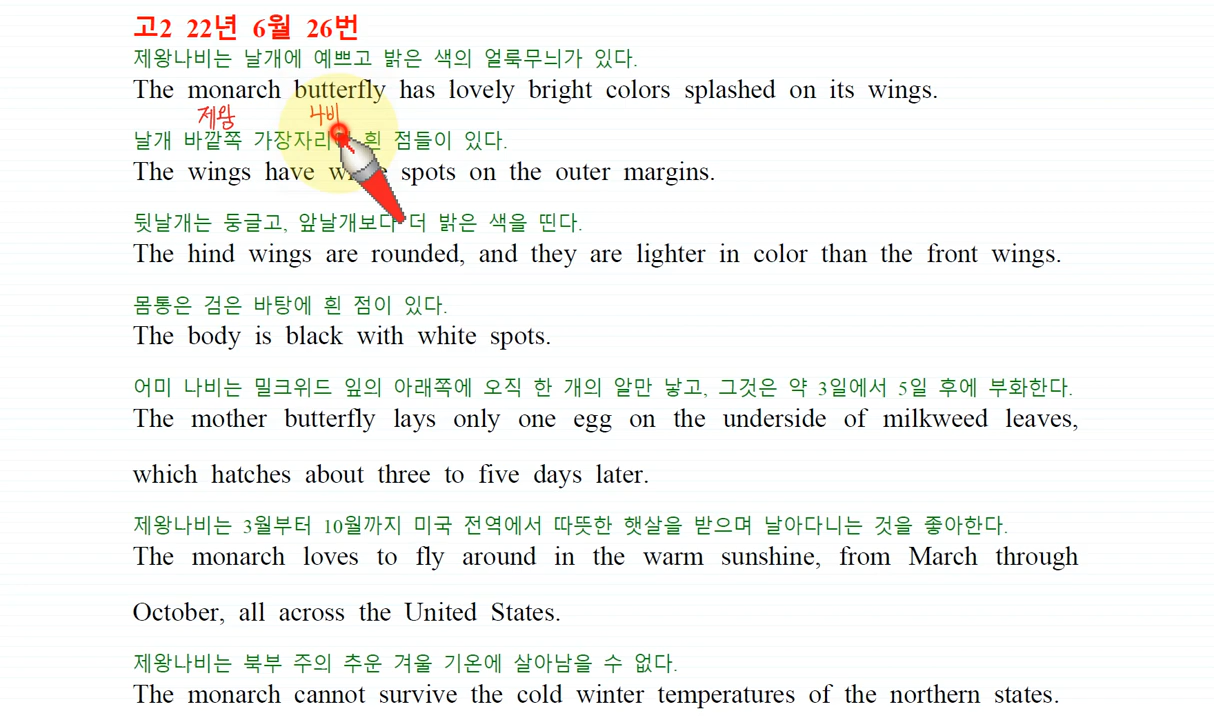 고2 22년 6월 26번
제왕나비는 날개에 예쁘고 밝은 색의 얼룩무늬가 있다.
The monarch butterfly has lovely bright colors splashed on its wings.
제왕 나비
날개 바깥쪽 가장자리 흰 점들이 있다.
The wings have spots on the outer margins.
뒷날개는 둥글고, 앞날개보다 더 밝은 색을 띤다.
The hind wings are rounded, and they are lighter in color than the front wings.
몸통은 검은 바탕에 흰 점이 있다.
The body is black with white spots.
어미 나비는 밀크위드 잎의 아래쪽에 오직 한 개의 알만 낳고, 그것은 약 3일에서 5일 후에 부화한다.
The mother butterfly lays only one egg on the underside of milkweed leaves,
which hatches about three to five days later.
제왕나비는 3월부터 10월까지 미국 전역에서 따뜻한 햇살을 받으며 날아다니는 것을 좋아한다.
The monarch loves to fly around in the warm sunshine, from March through
October, all across the United States.
제왕나비는 북부 주의 추운 겨울 기온에 살아남을 수 없다.
The monarch cannot survive the cold winter temperatures of the northern states.